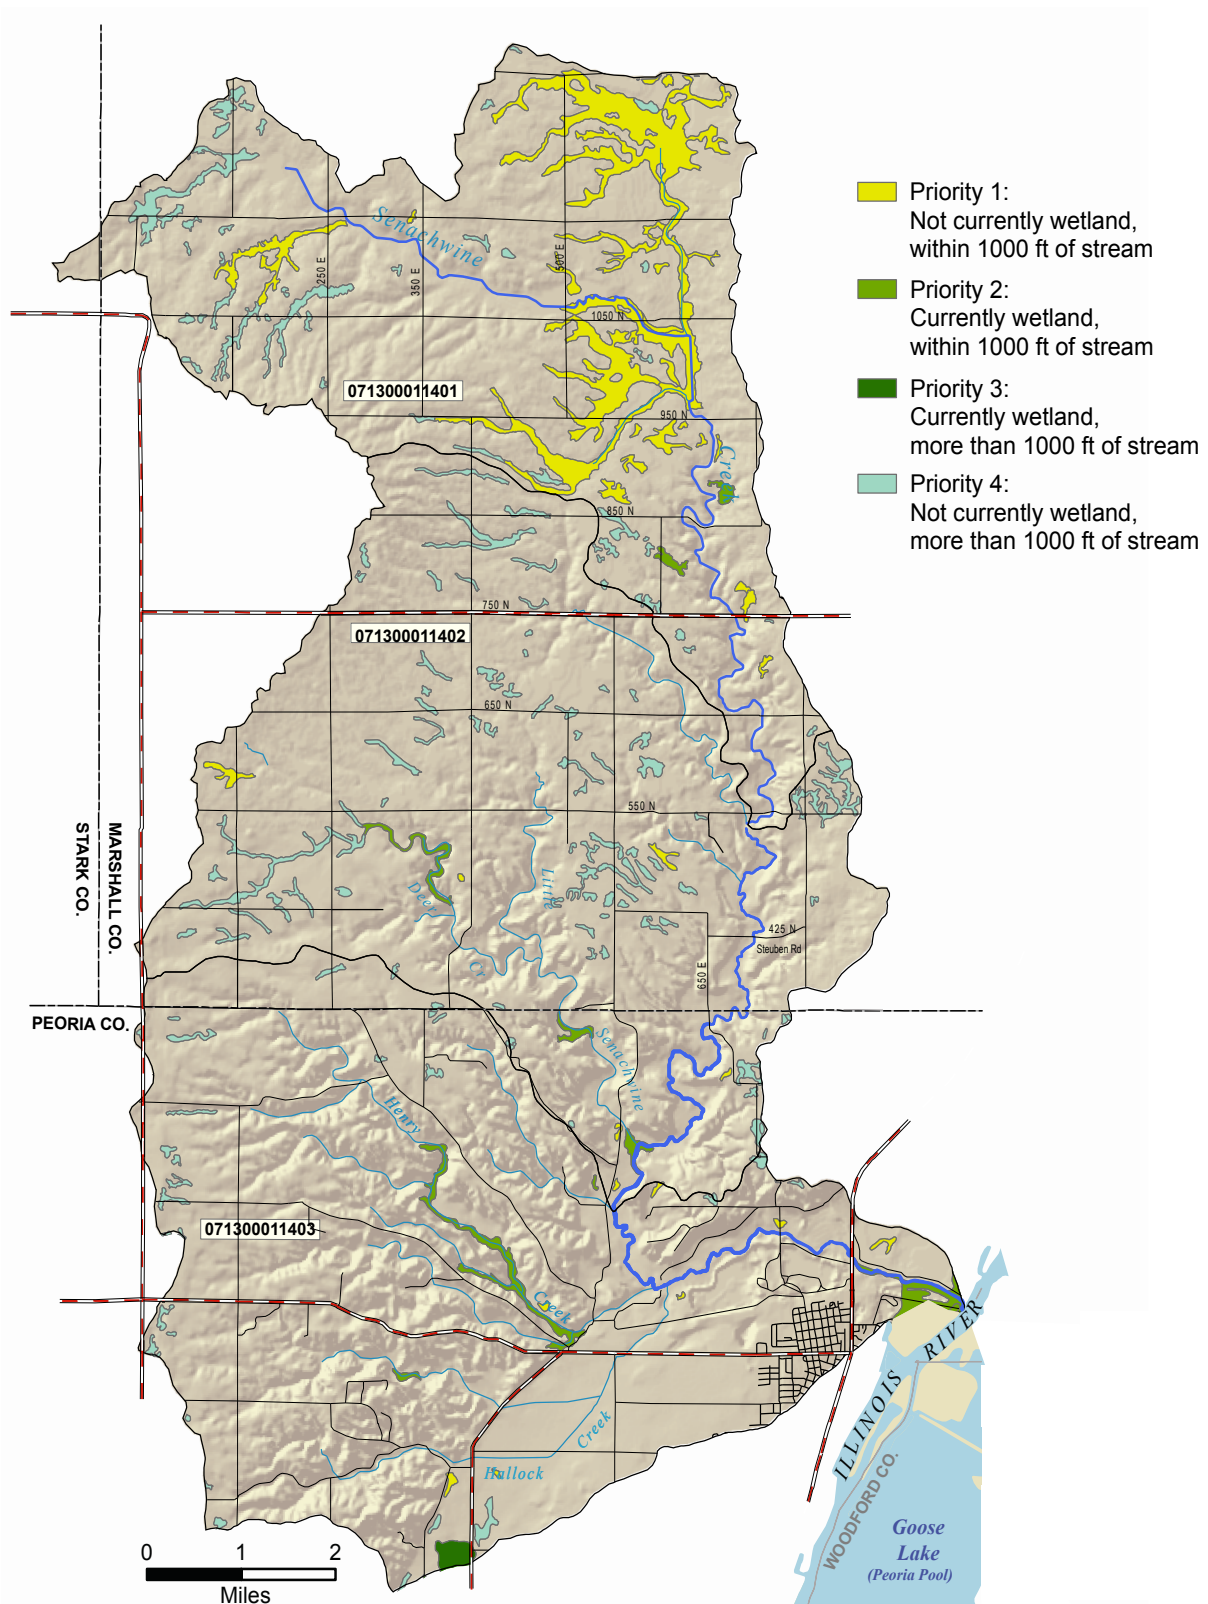 Priority 1:
Not currently wetland,
within 1000 ft of stream
Priority 2:
Currently wetland,
within 1000 ft of stream
Priority 3:
Currently wetland,
more than 1000 ft of stream
Priority 4:
Not currently wetland,
more than 1000 ft of stream
Senachwine
250 E
350 E
500 E
1050 N
071300011401
950 N
Creek
850 N
750 N
071300011402
650 N
550 N
MARSHALL CO.
STARK CO.
Little
Deer
Cr
425 N
Steuben Rd
650 E
PEORIA CO.
Senachwine
Henry
071300011403
Creek
Creek
Hallock
ILLINOIS RIVER
WOODFORD CO.
Goose
Lake
(Peoria Pool)
0 1 2
Miles